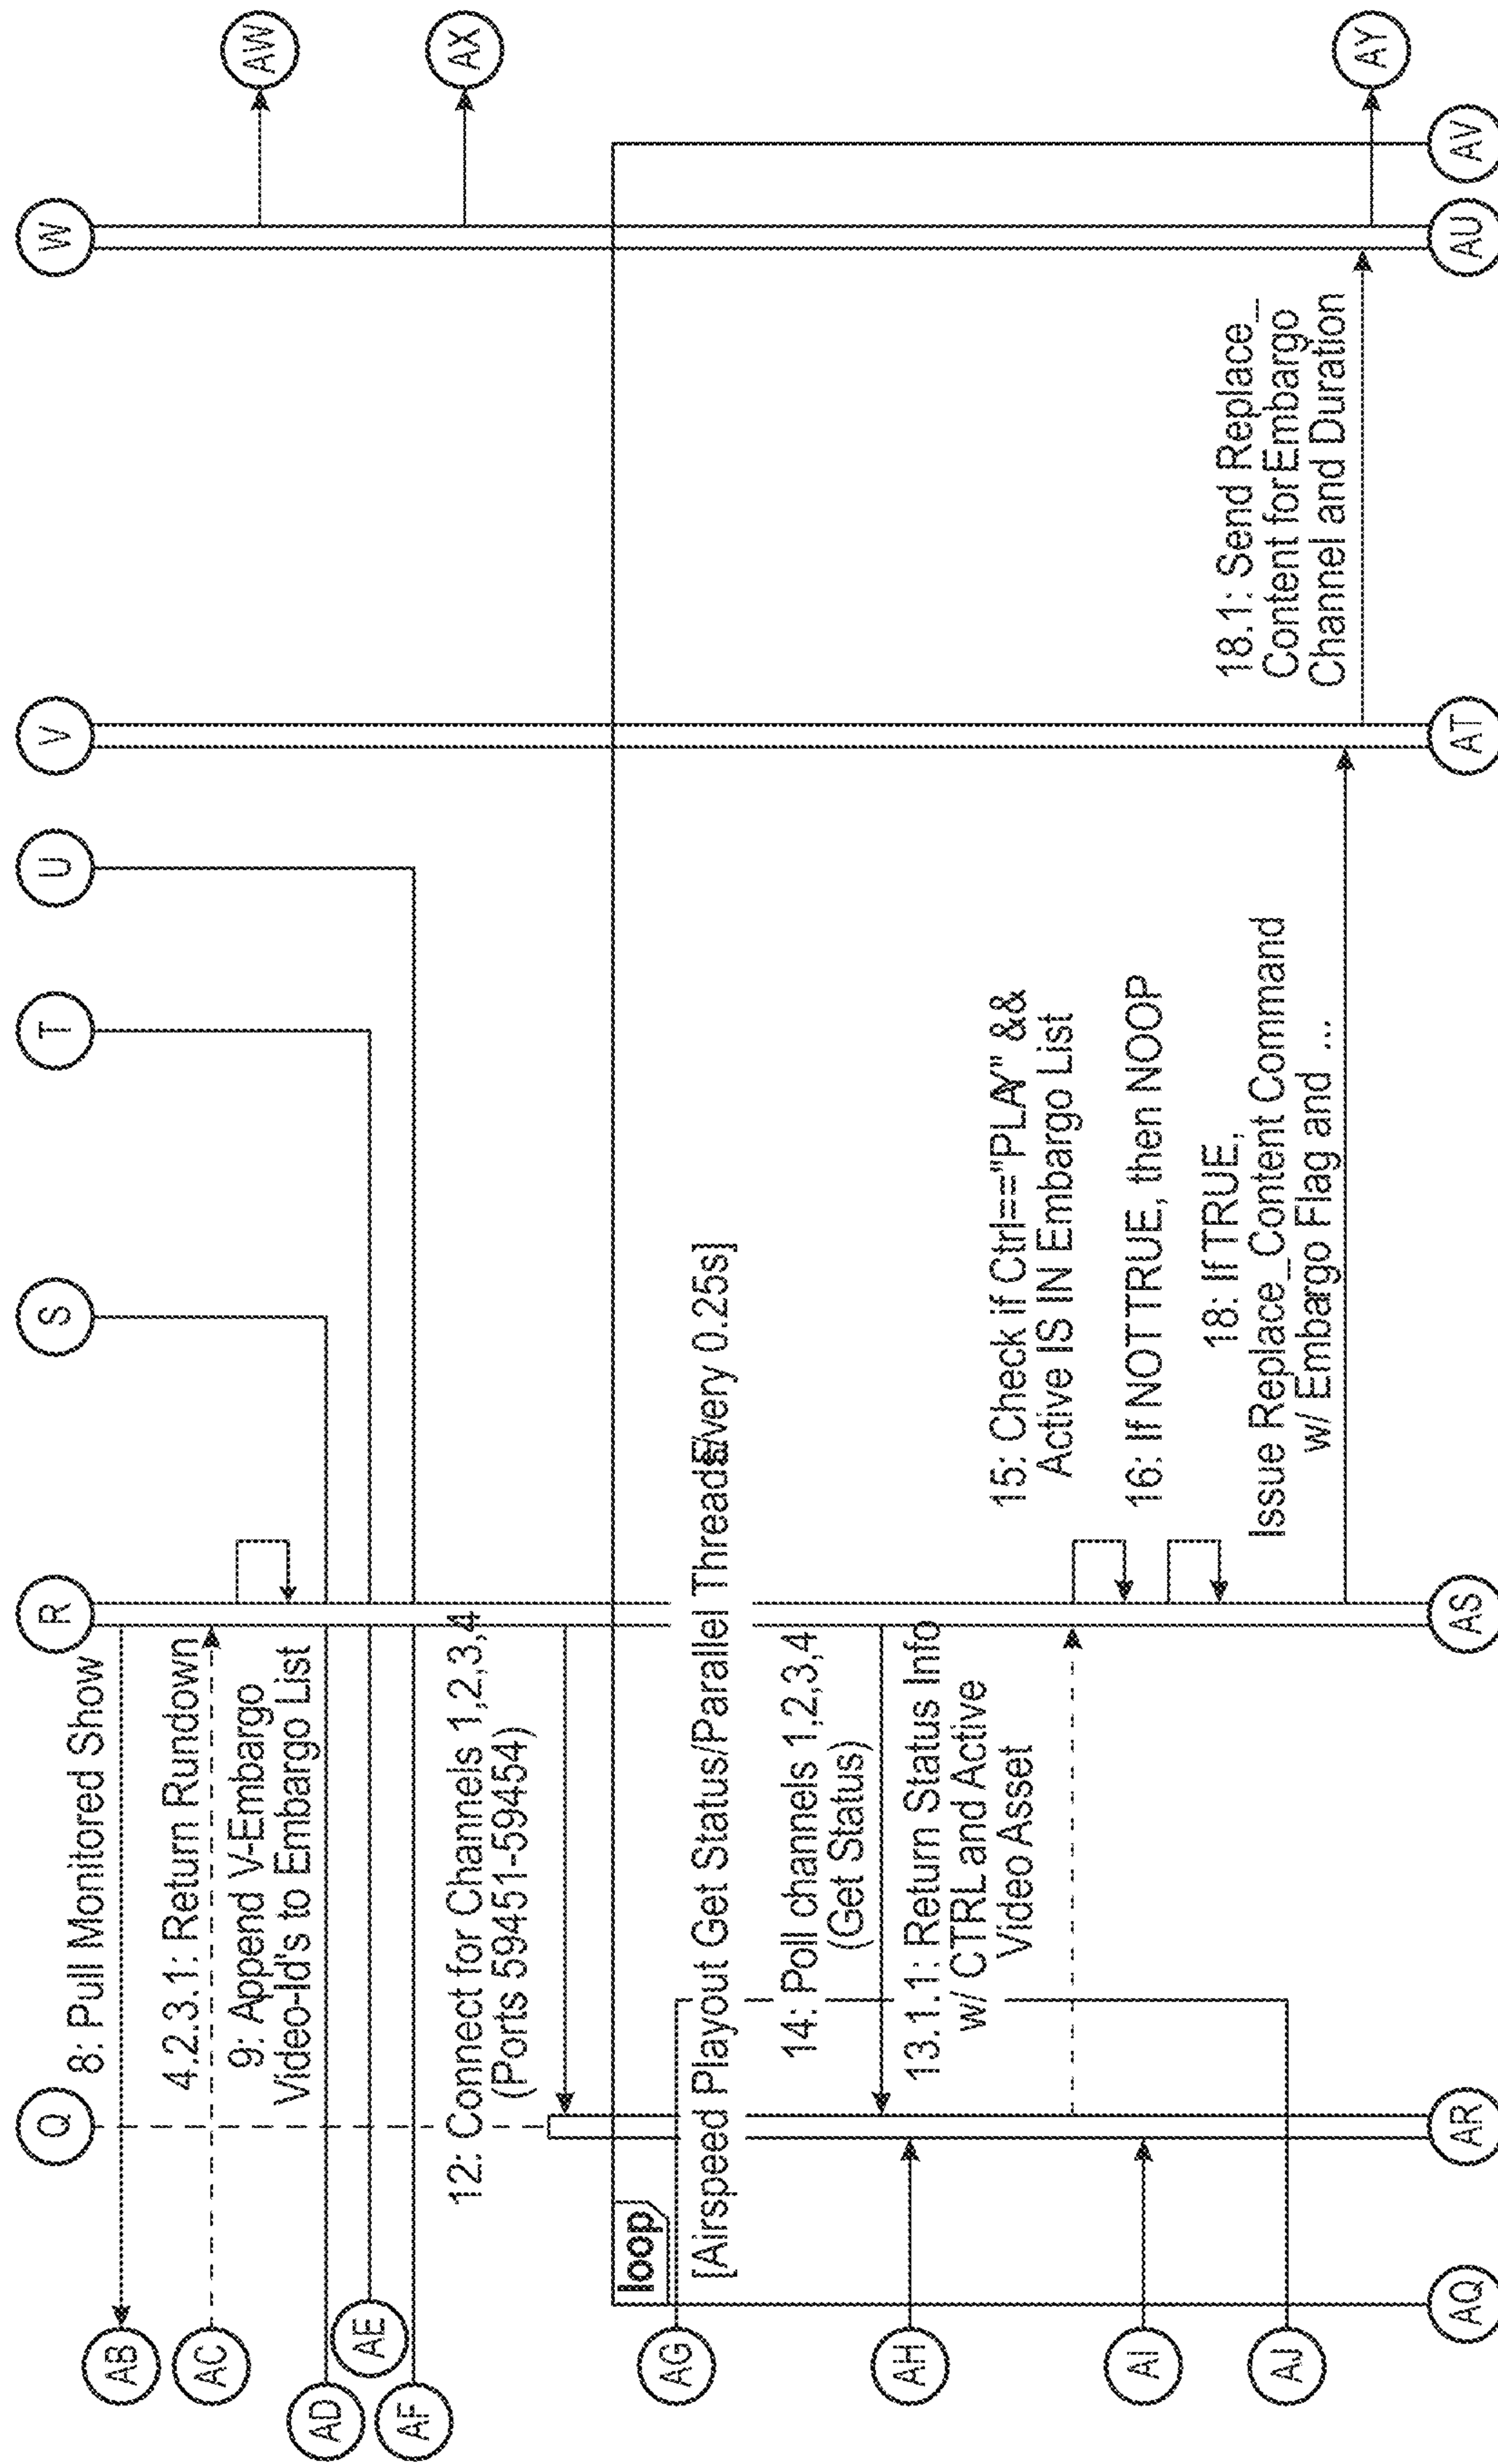 Q
R
S
T
U
V
W
AB
8: Pull Monitored Show
AW
AC
4.2.3.1: Return Rundown
9: Append V-Embargo
Video-Id's to Embargo List
AD
AE
AF
AX
12: Connect for Channels 1,2,3,4
(Ports 59451-59454)
loop
AG
[Airspeed Playout Get Status/Parallel Threads/Every 0.25s]
14: Poll channels 1,2,3,4
(Get Status)
AH
13.1.1: Return Status Info
w/ CTRL and Active
Video Asset
15: Check if Ctrl=="PLAY" &&
Active IS IN Embargo List
AI
16: If NOT TRUE, then NOOP
18: If TRUE,
Issue Replace_Content Command
w/ Embargo Flag and ...
18.1: Send Replace_
Content for Embargo
Channel and Duration
AJ
AY
AQ
AR
AS
AT
AU
AV